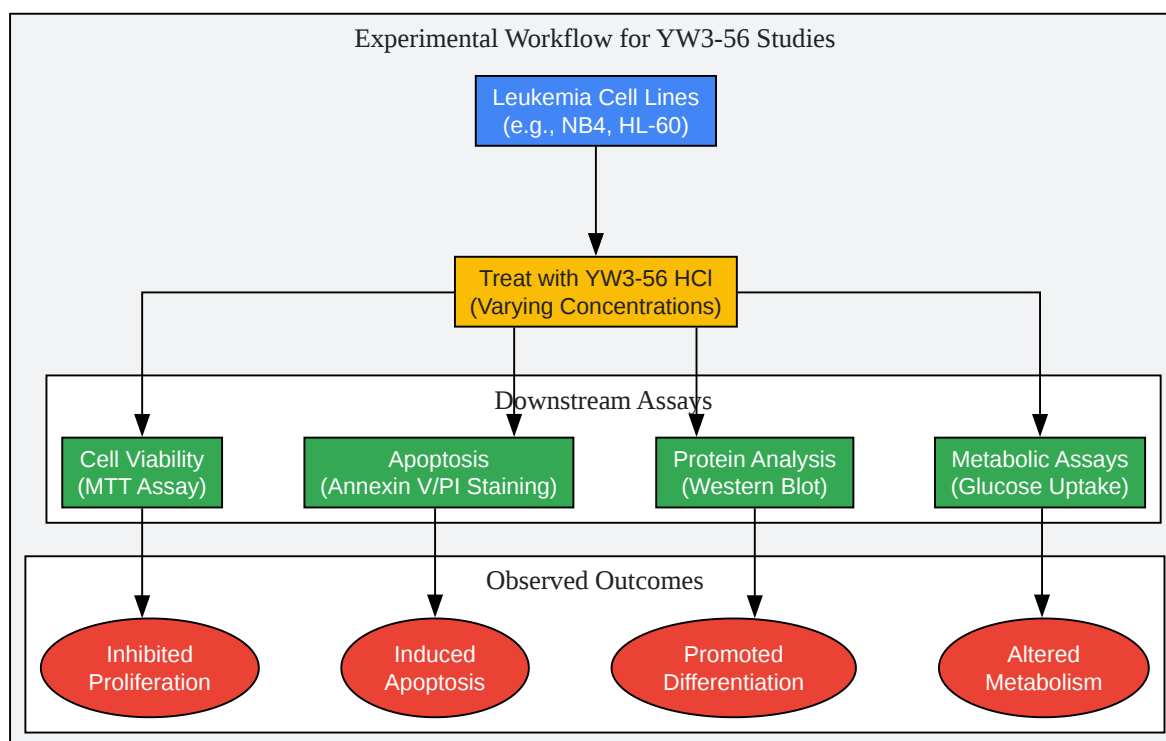 Experimental Workflow for YW3-56 Studies
Leukemia Cell Lines
(e.g., NB4, HL-60)
Treat with YW3-56 HCl
(Varying Concentrations)
Downstream Assays
Cell Viability
(MTT Assay)
Apoptosis
(Annexin V/PI Staining)
Protein Analysis
(Western Blot)
Metabolic Assays
(Glucose Uptake)
Observed Outcomes
Inhibited
Proliferation
Induced
Apoptosis
Promoted
Differentiation
Altered
Metabolism